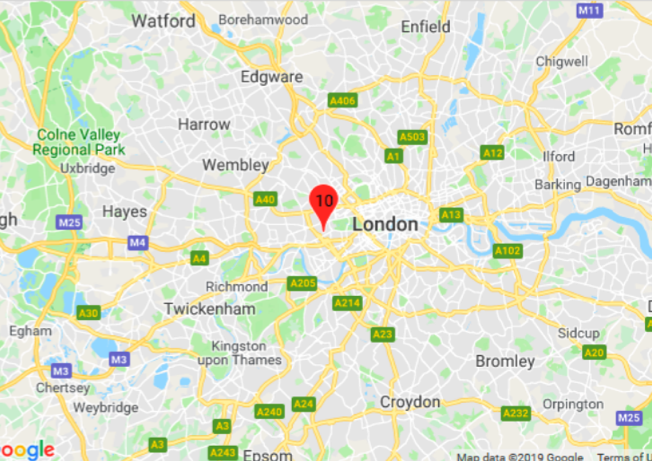 M11
Watford
Borehamwood
Enfield
Chigwell
Edgware
A406
Colne Valley
Regional Park
Harrow
A503
Romf
A1
A12
Ilford
Uxbridge
Wembley
Barking
Dagenham
A40
10
Hayes
M25
London
A13
gh
M4
A4
A102
Richmond
A205
A214
Twickenham
A30
Egham
A23
Sidcup
A20
Kingston
upon Thames
M3
M3
Bromley
Chertsey
Weybridge
Croydon
Orpington
A240
A24
A232
M25
A3
A3
A243
Epsom
oogle
Map data ©2019 Google
Terms of U